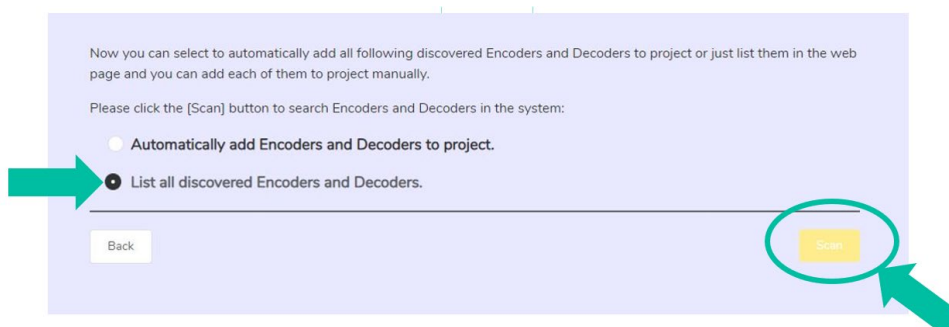 Now you can select to automatically add all following discovered Encoders and Decoders to project or just list them in the web
page and you can add each of them to project manually.
Please click the [Scan] button to search Encoders and Decoders in the system:
Automatically add Encoders and Decoders to project.
List all discovered Encoders and Decoders.
Back
Scan